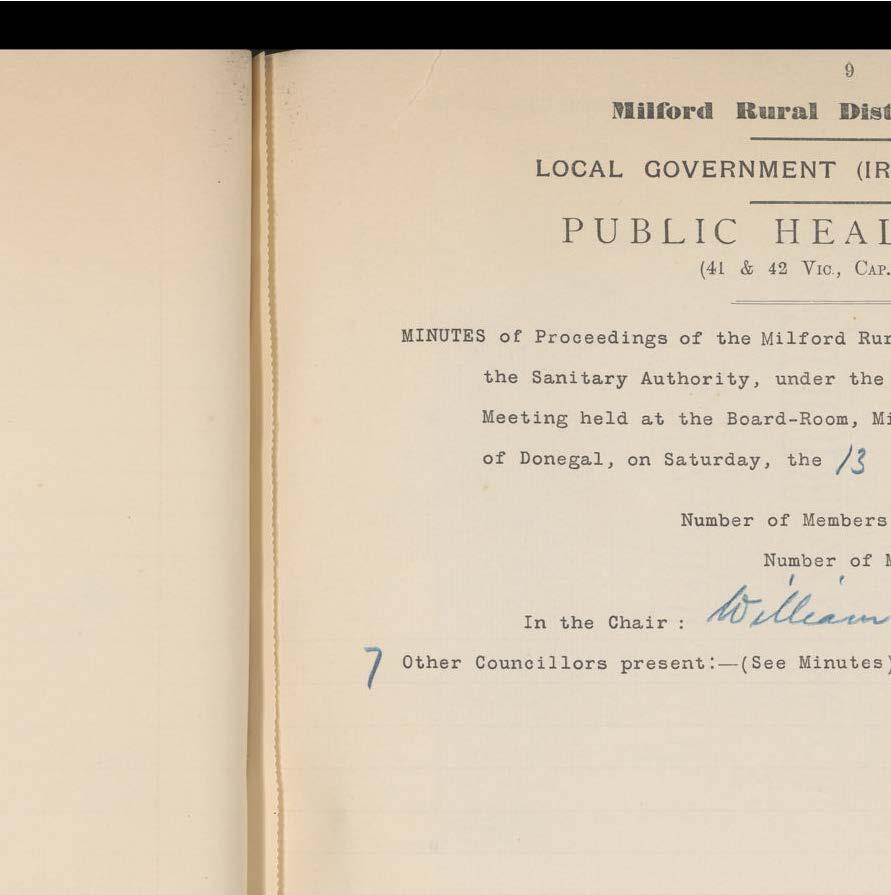 9
Milford Rural Dist
LOCAL GOVERNMENT (IR
PUBLIC HEAL
(41 & 42 Vic., Cap.
MINUTES of Proceedings of the Milford Rur
the Sanitary Authority, under the
Meeting held at the Board-Room, Mi
of Donegal, on Saturday, the 13
Number of Members
Number of M
In the Chair : William
7 Other Councillors present:—(See Minutes)